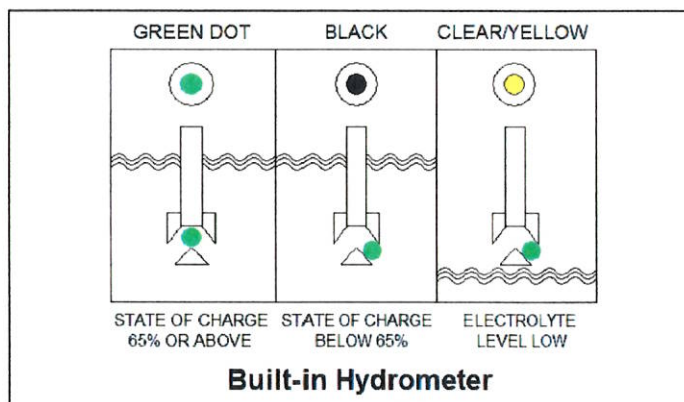 GREEN DOT
BLACK
CLEAR/YELLOW
STATE OF CHARGE
65% OR ABOVE
STATE OF CHARGE
BELOW 65%
ELECTROLYTE
LEVEL LOW
Built-in Hydrometer